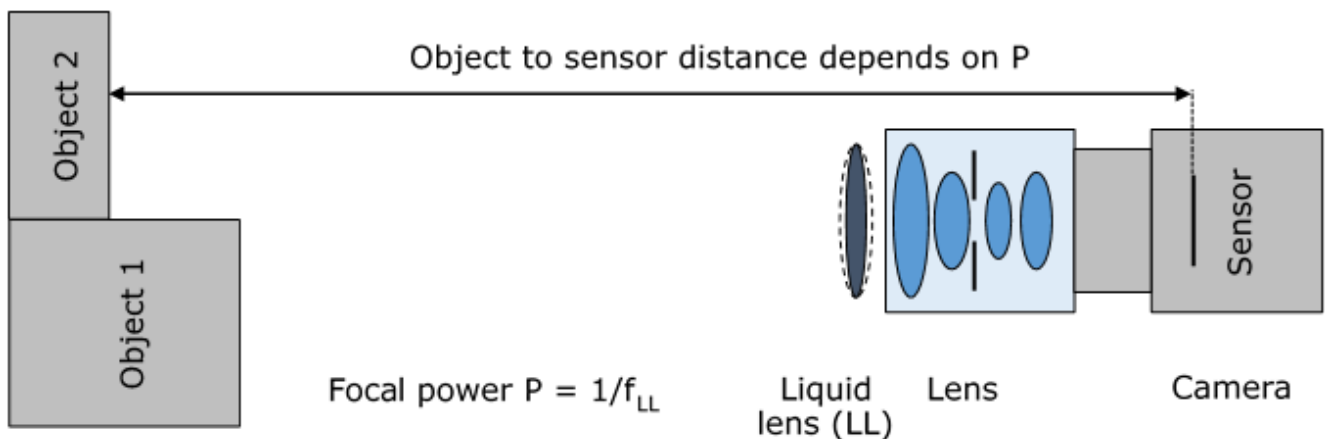 Object to sensor distance depends on P
Object 2
Object 1
Sensor
Focal power P = 1/f_LL
Liquid
lens (LL)
Lens
Camera